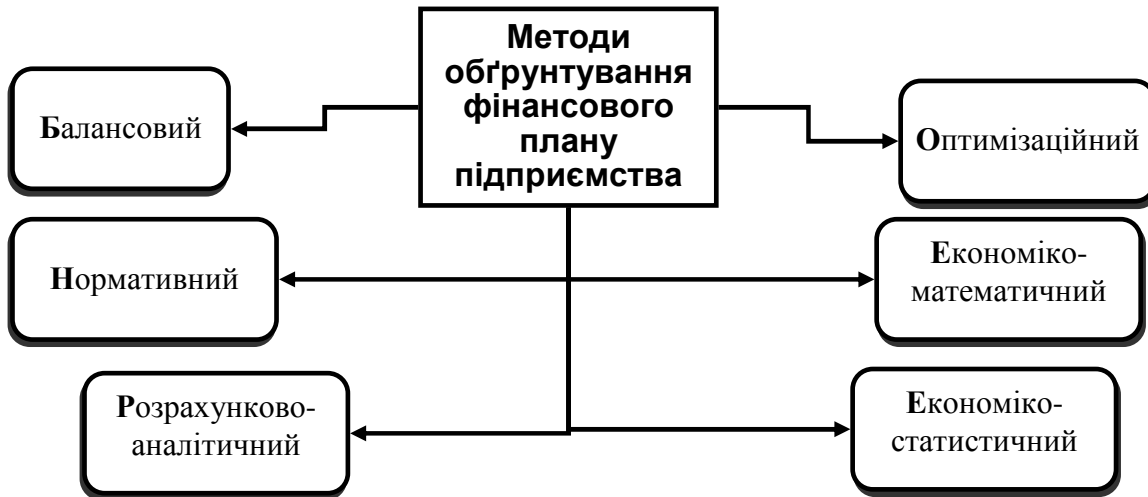 Методи
обґрунтування
фінансового
плану
підприємства
Балансовий
Оптимізаційний
Нормативний
Економіко-
математичний
Розрахунково-
аналітичний
Економіко-
статистичний